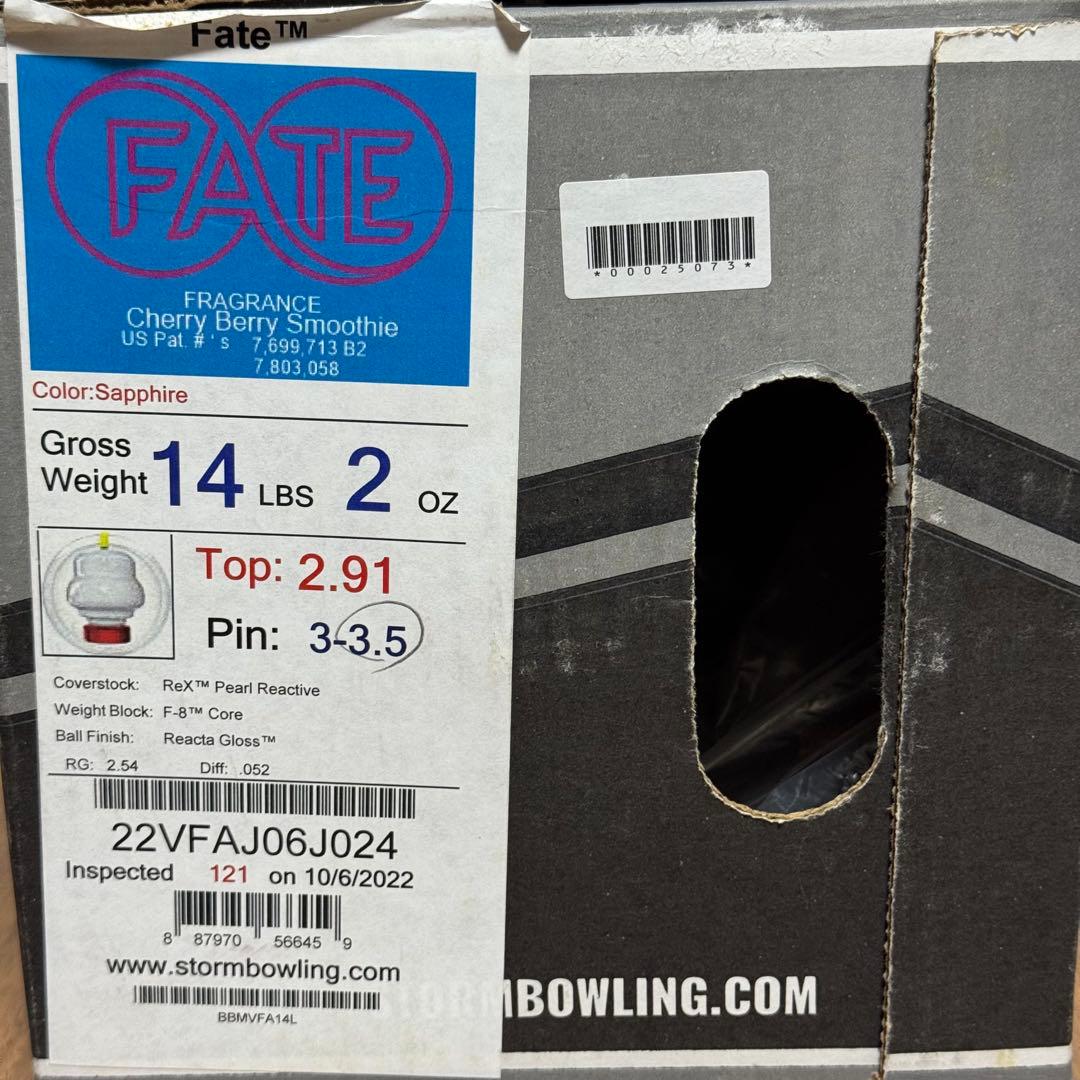 Fate™
FATE
FRAGRANCE
Cherry Berry Smoothie
US Pat. #'s 7,699,713 B2
7,803,058
Color:Sapphire
Gross Weight 14 LBS 2 OZ
Top: 2.91
Pin: 3-3.5
Coverstock: ReX™ Pearl Reactive
Weight Block: F-8™ Core
Ball Finish: Reacta Gloss™
RG: 2.54 Diff: .052
22VFAJ06J024
Inspected 121 on 10/6/2022
8 87970 56645 9
www.stormbowling.com
BBMVFA14L
*00025073*
STORMBOWLING.COM